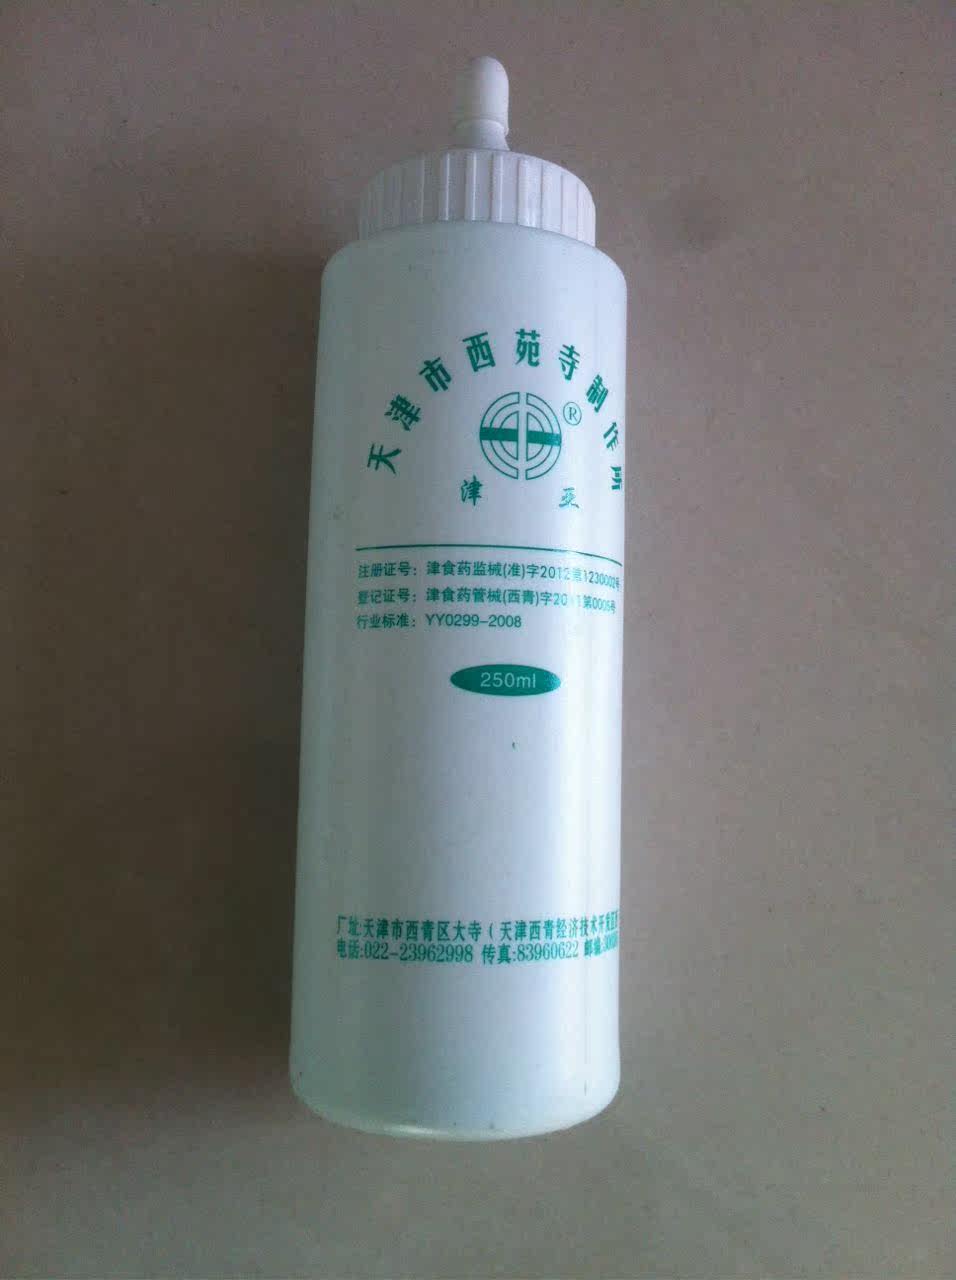 天津市西苑寺制作所
®
津亚
注册证号：津食药监械(准)字2012第1230002号
登记证号：津食药管械(西青)字20 第0005号
行业标准：YY0299-2008
250ml
厂址:天津市西青区大寺(天津西青经济技术开发区
电话:022-23962998 传真:83960622 邮编: